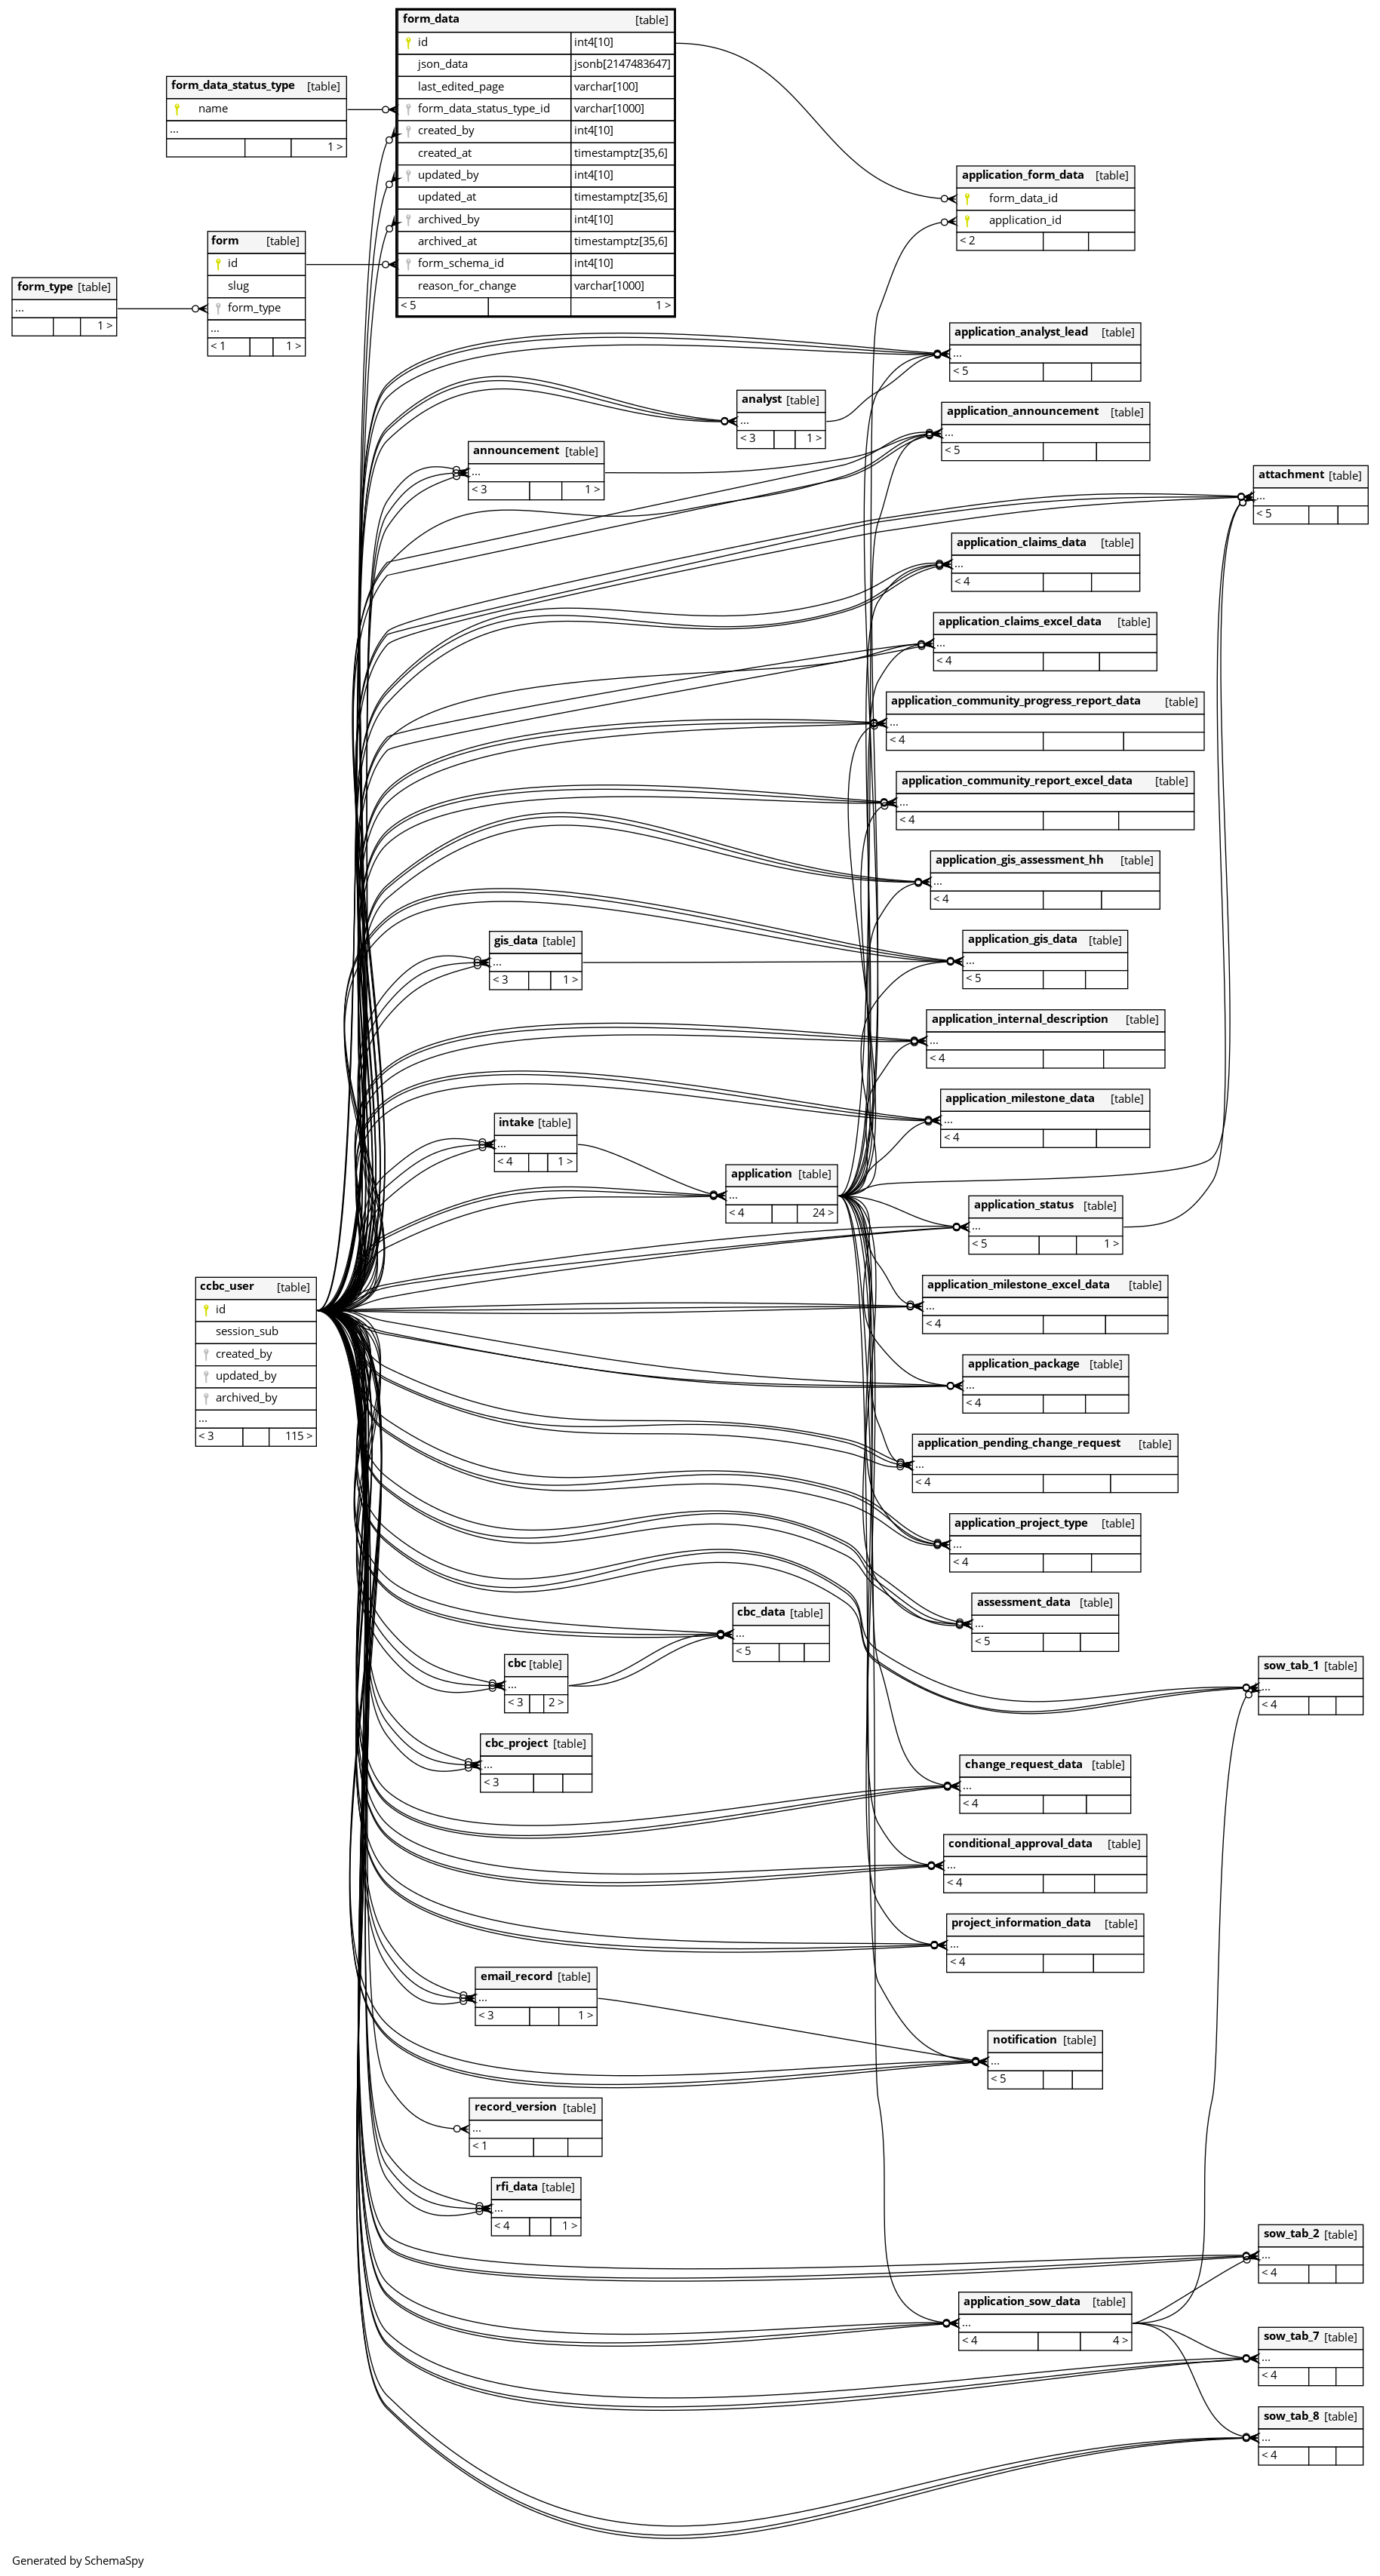 form_data [table]
id int4[10]
json_data jsonb[2147483647]
last_edited_page varchar[100]
form_data_status_type_id varchar[1000]
created_by int4[10]
created_at timestamptz[35,6]
updated_by int4[10]
updated_at timestamptz[35,6]
archived_by int4[10]
archived_at timestamptz[35,6]
form_schema_id int4[10]
reason_for_change varchar[1000]
< 5 1 >
form_data_status_type [table]
name
...
1 >
form [table]
id
slug
form_type
...
< 1 1 >
form_type [table]
...
1 >
application_form_data [table]
form_data_id
application_id
< 2
application_analyst_lead [table]
...
< 5
analyst [table]
...
< 3 1 >
application_announcement [table]
...
< 5
announcement [table]
...
< 3 1 >
attachment [table]
...
< 5
application_claims_data [table]
...
< 4
application_claims_excel_data [table]
...
< 4
application_community_progress_report_data [table]
...
< 4
application_community_report_excel_data [table]
...
< 4
application_gis_assessment_hh [table]
...
< 4
gis_data [table]
...
< 3 1 >
application_gis_data [table]
...
< 5
application_internal_description [table]
...
< 4
application_milestone_data [table]
...
< 4
intake [table]
...
< 4 1 >
application [table]
...
< 4 24 >
application_status [table]
...
< 5 1 >
ccbc_user [table]
id
session_sub
created_by
updated_by
archived_by
...
< 3 115 >
application_milestone_excel_data [table]
...
< 4
application_package [table]
...
< 4
application_pending_change_request [table]
...
< 4
application_project_type [table]
...
< 4
assessment_data [table]
...
< 5
cbc_data [table]
...
< 5
cbc [table]
...
< 3 2 >
sow_tab_1 [table]
...
< 4
cbc_project [table]
...
< 3
change_request_data [table]
...
< 4
conditional_approval_data [table]
...
< 4
project_information_data [table]
...
< 4
email_record [table]
...
< 3 1 >
notification [table]
...
< 5
record_version [table]
...
< 1
rfi_data [table]
...
< 4 1 >
sow_tab_2 [table]
...
< 4
application_sow_data [table]
...
< 4 4 >
sow_tab_7 [table]
...
< 4
sow_tab_8 [table]
...
< 4
Generated by SchemaSpy